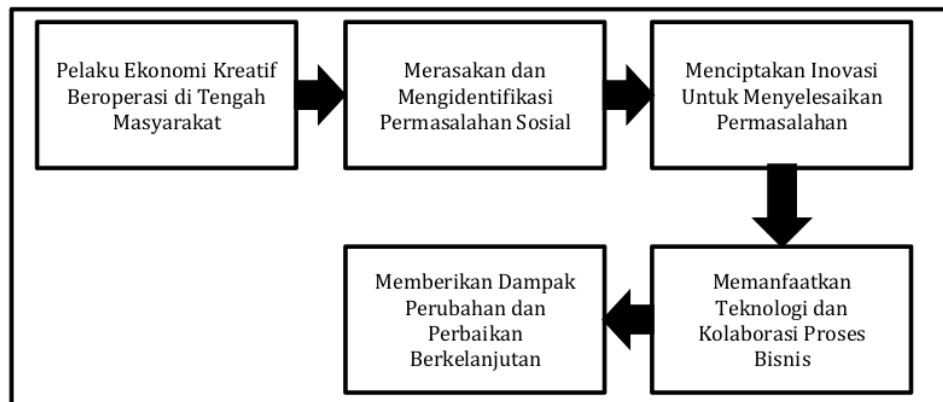 Pelaku Ekonomi Kreatif
Beroperasi di Tengah
Masyarakat
Merasakan dan
Mengidentifikasi
Permasalahan Sosial
Menciptakan Inovasi
Untuk Menyelesaikan
Permasalahan
Memanfaatkan
Teknologi dan
Kolaborasi Proses
Bisnis
Memberikan Dampak
Perubahan dan
Perbaikan
Berkelanjutan